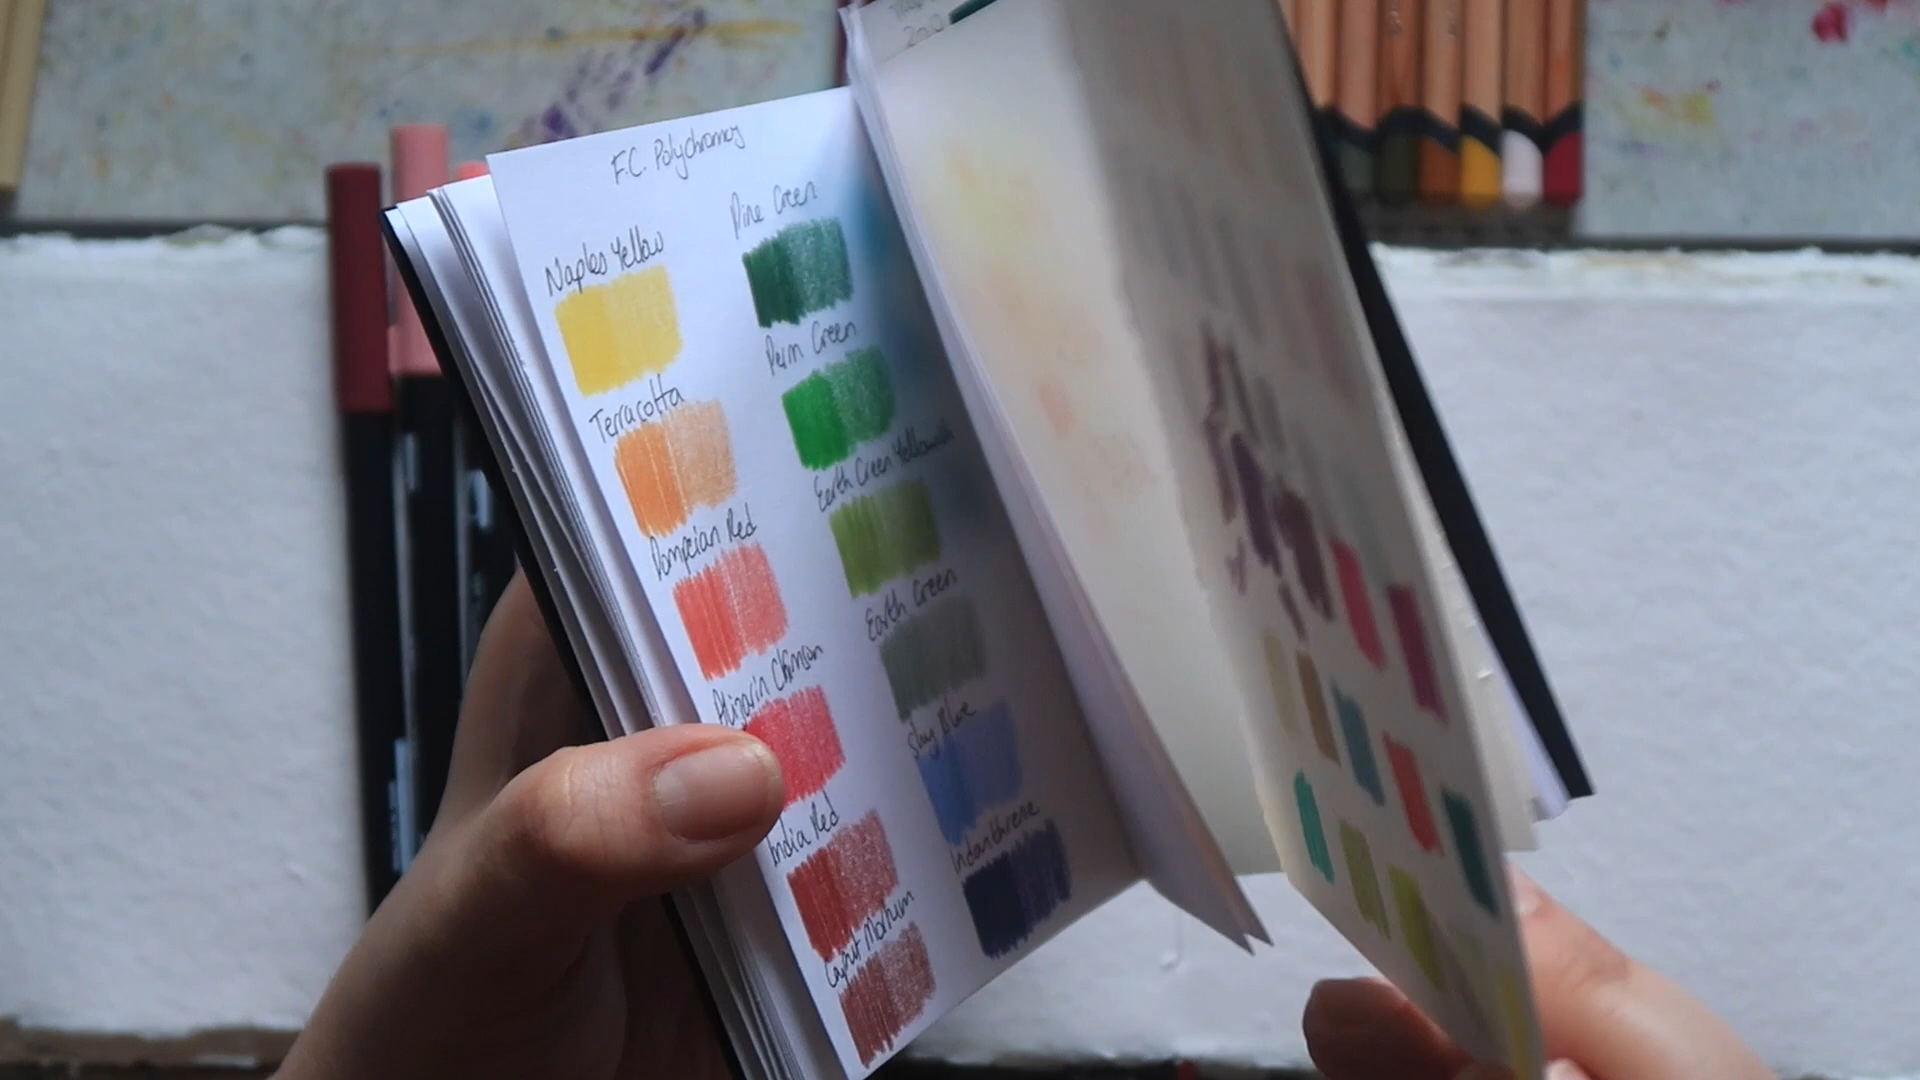 F.C. Polychromos
Naples Yellow
Terracotta
Pompeian Red
Alizarin Crimson
India Red
Caput Mortuum
Pine Green
Perm Green
Earth Green Yellowish
Earth Green
Sky Blue
Indanthrene